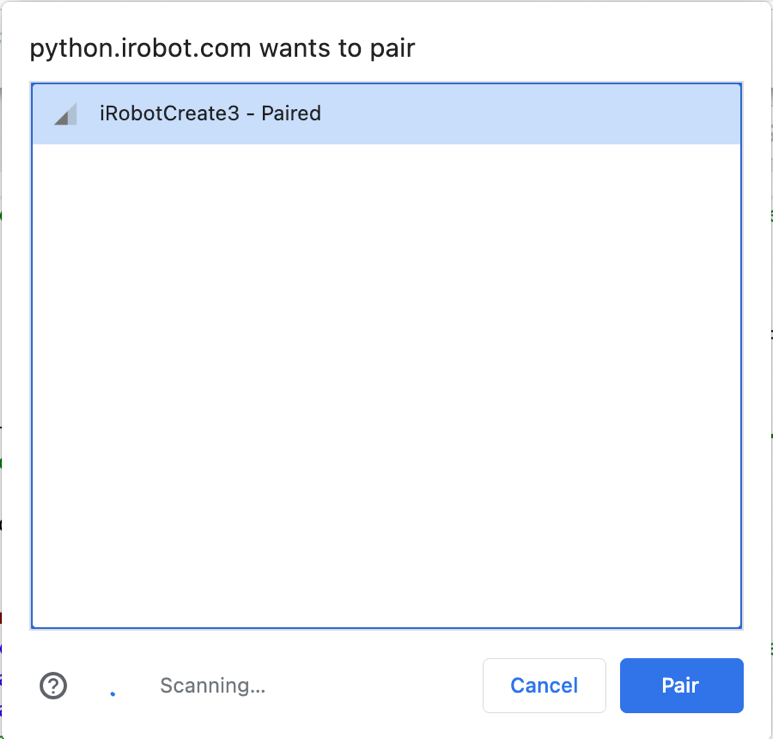 python.irobot.com wants to pair
iRobotCreate3 - Paired
Scanning...
Cancel
Pair